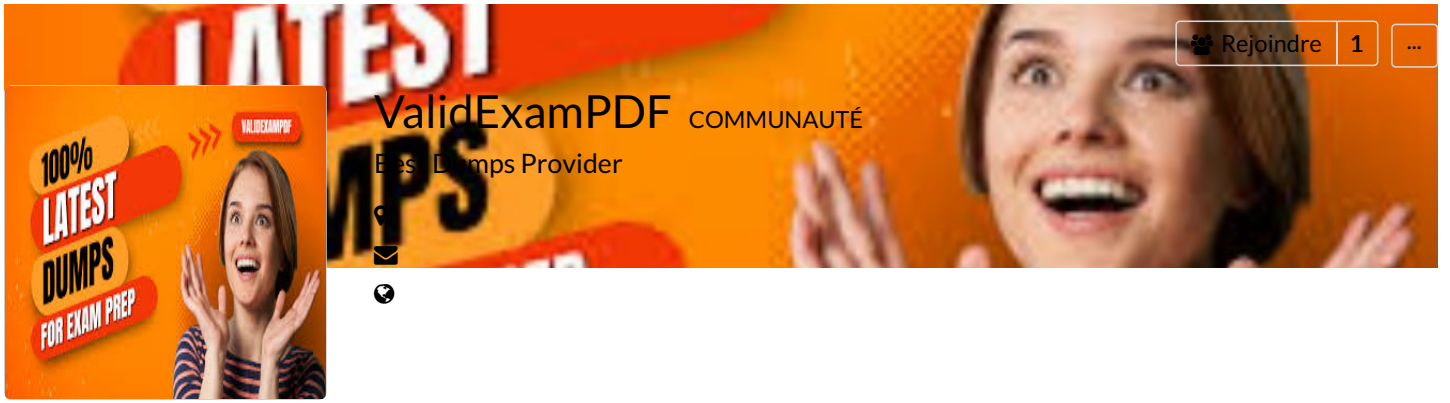 LATEST
Rejoindre 1 ...
ValidExamPDF COMMUNAUTÉ
Best Dumps Provider
MPS
100%
LATEST
DUMPS
FOR EXAM PREP
VALIDEXAMPDF